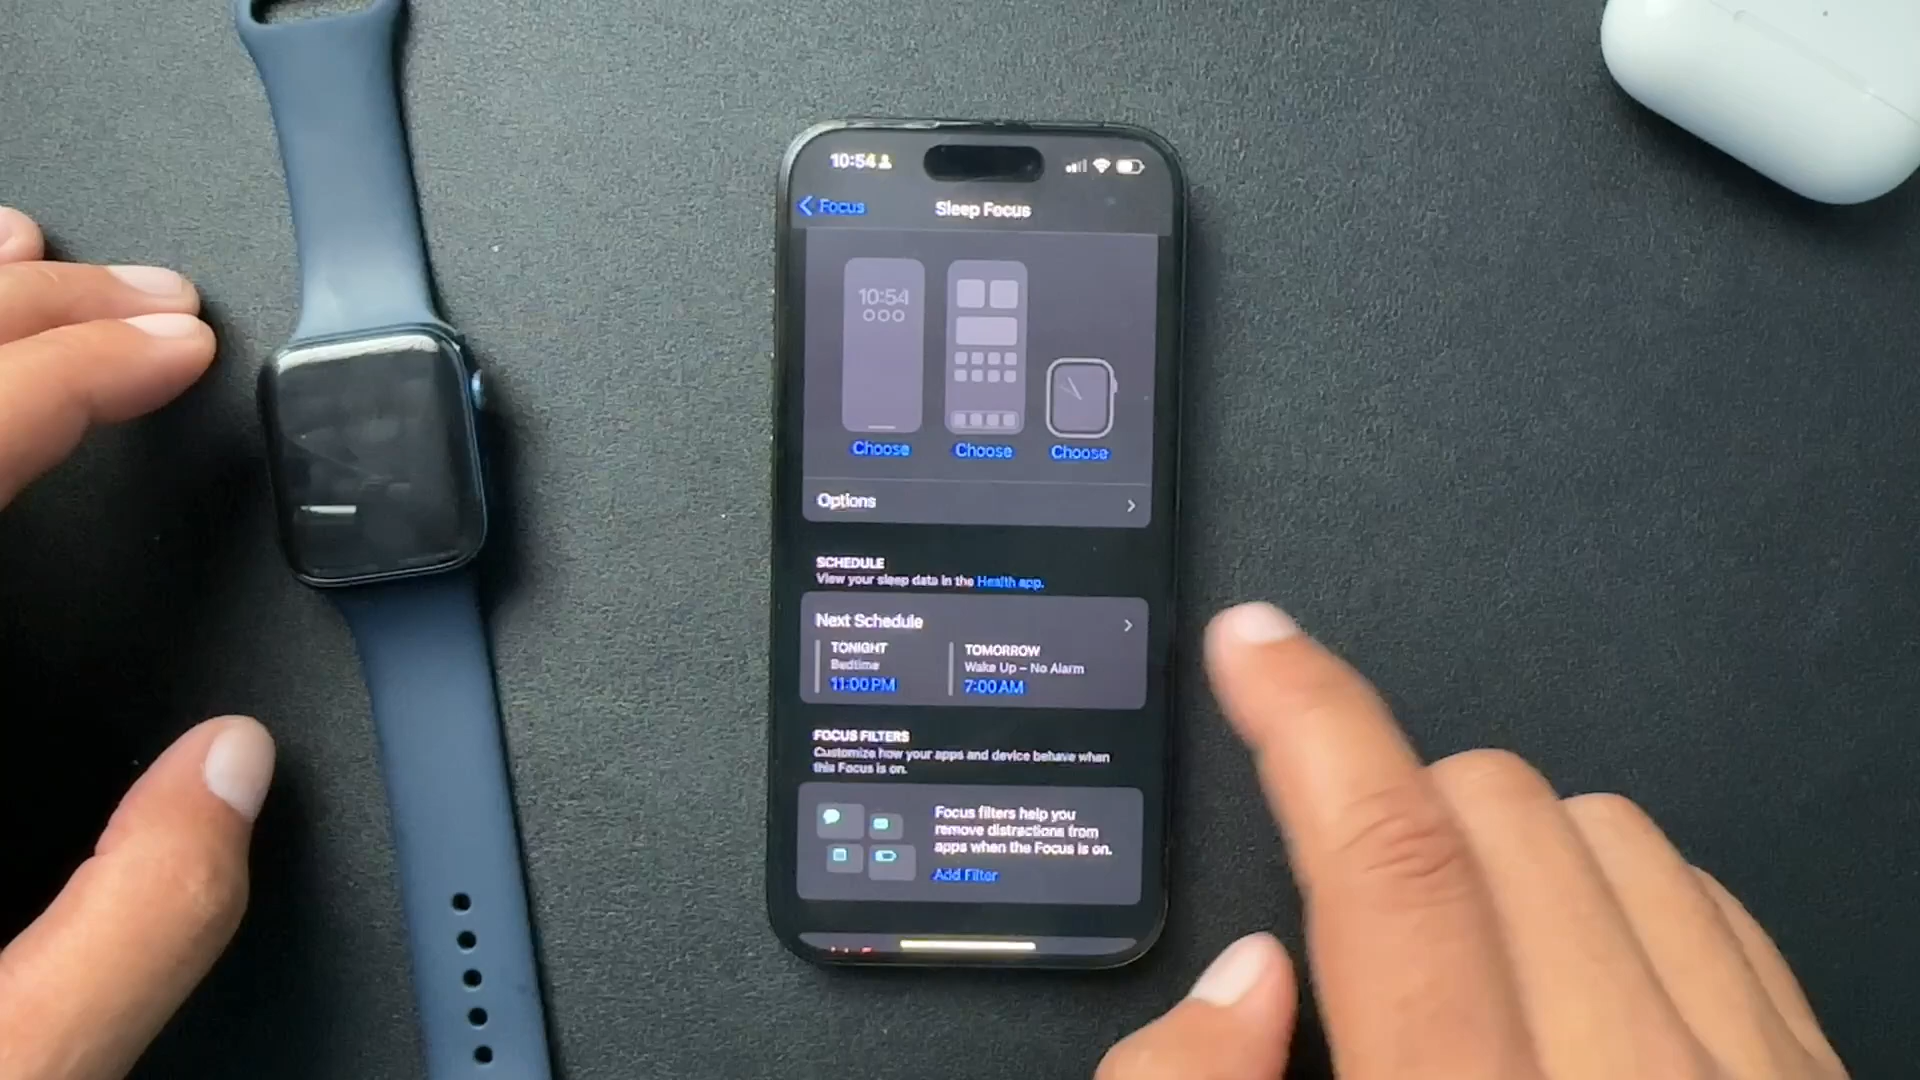 10:54
Focus
Sleep Focus
10:54
Choose
Choose
Choose
Options
SCHEDULE
View your sleep data in the Health app.
Next Schedule
TONIGHT
Bedtime
11:00 PM
TOMORROW
Wake Up – No Alarm
7:00 AM
FOCUS FILTERS
Customize how your apps and device behave when
this Focus is on.
Focus filters help you
remove distractions from
apps when the Focus is on.
Add Filter